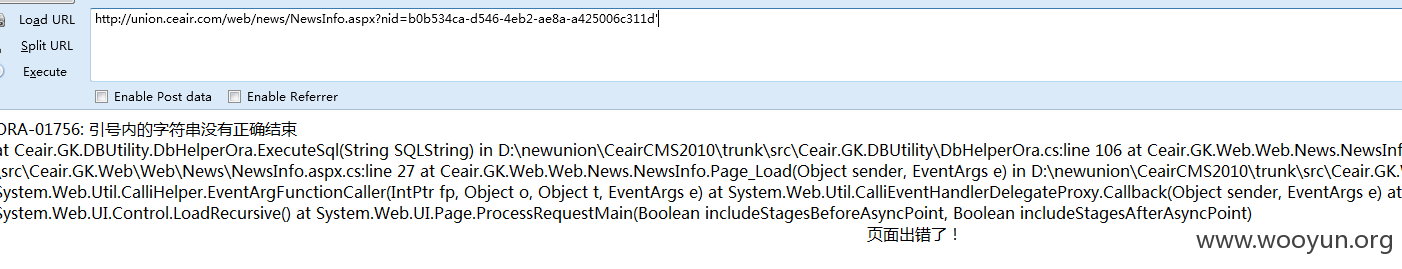 Load URL
http://union.ceair.com/web/news/NewsInfo.aspx?nid=b0b534ca-d546-4eb2-ae8a-a425006c311d'
Split URL
Execute
Enable Post data Enable Referrer
ORA-01756: 引号内的字符串没有正确结束
at Ceair.GK.DBUtility.DbHelperOra.ExecuteSql(String SQLString) in D:\newunion\CeairCMS2010\trunk\src\Ceair.GK.DBUtility\DbHelperOra.cs:line 106 at Ceair.GK.Web.Web.News.NewsInf
\src\Ceair.GK.Web\Web\News\NewsInfo.aspx.cs:line 27 at Ceair.GK.Web.Web.News.NewsInfo.Page_Load(Object sender, EventArgs e) in D:\newunion\CeairCMS2010\trunk\src\Ceair.GK.
System.Web.Util.CalliHelper.EventArgFunctionCaller(IntPtr fp, Object o, Object t, EventArgs e) at System.Web.Util.CalliEventHandlerDelegateProxy.Callback(Object sender, EventArgs e) at
System.Web.UI.Control.LoadRecursive() at System.Web.UI.Page.ProcessRequestMain(Boolean includeStagesBeforeAsyncPoint, Boolean includeStagesAfterAsyncPoint)
页面出错了！
www.wooyun.org